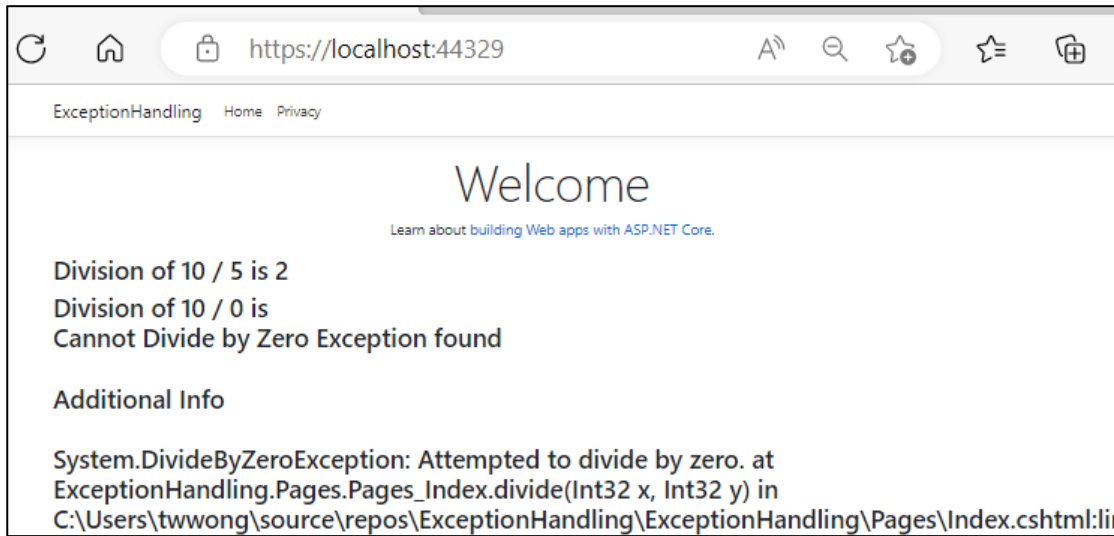 https://localhost:44329
ExceptionHandling Home Privacy
Welcome
Learn about building Web apps with ASP.NET Core.
Division of 10 / 5 is 2
Division of 10 / 0 is
Cannot Divide by Zero Exception found
Additional Info
System.DivideByZeroException: Attempted to divide by zero. at
ExceptionHandling.Pages.Pages_Index.divide(Int32 x, Int32 y) in
C:\Users\twwong\source\repos\ExceptionHandling\ExceptionHandling\Pages\Index.cshtml:li